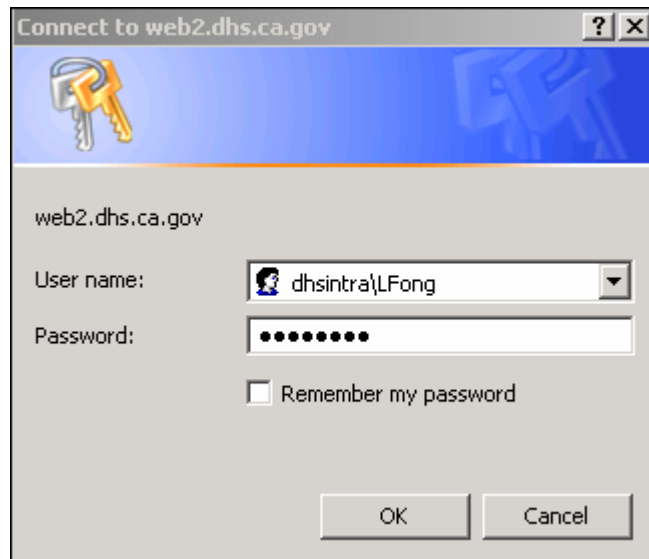 Connect to web2.dhs.ca.gov
web2.dhs.ca.gov
User name: dhsintra\LFong
Password: ●●●●●●●●
Remember my password
OK Cancel